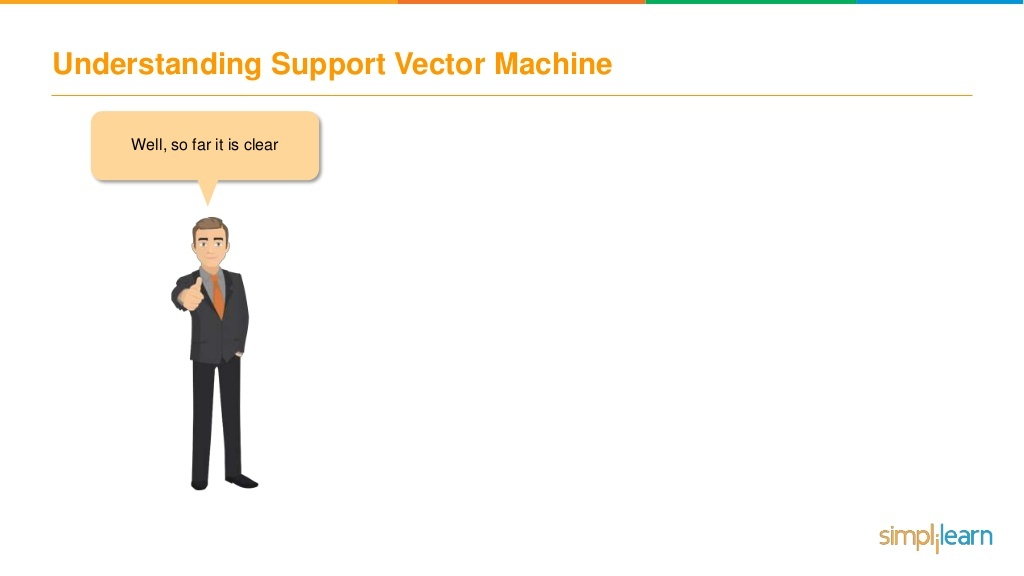 Understanding Support Vector Machine
Well, so far it is clear
simplilearn